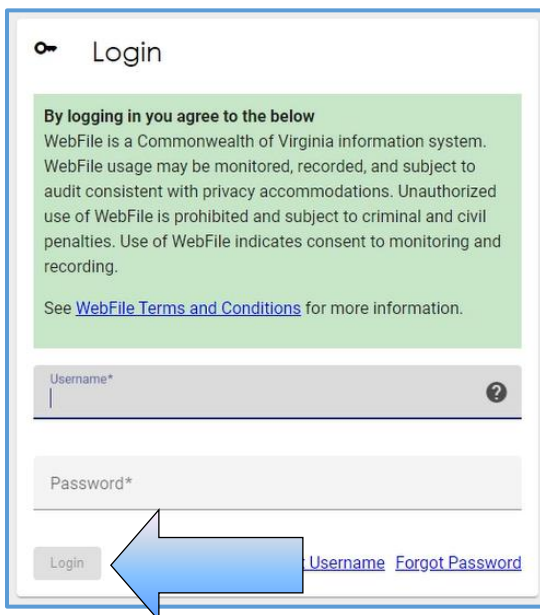 Login
By logging in you agree to the below
WebFile is a Commonwealth of Virginia information system.
WebFile usage may be monitored, recorded, and subject to
audit consistent with privacy accommodations. Unauthorized
use of WebFile is prohibited and subject to criminal and civil
penalties. Use of WebFile indicates consent to monitoring and
recording.
See WebFile Terms and Conditions for more information.
Username*
Password*
Login
Username Forgot Password